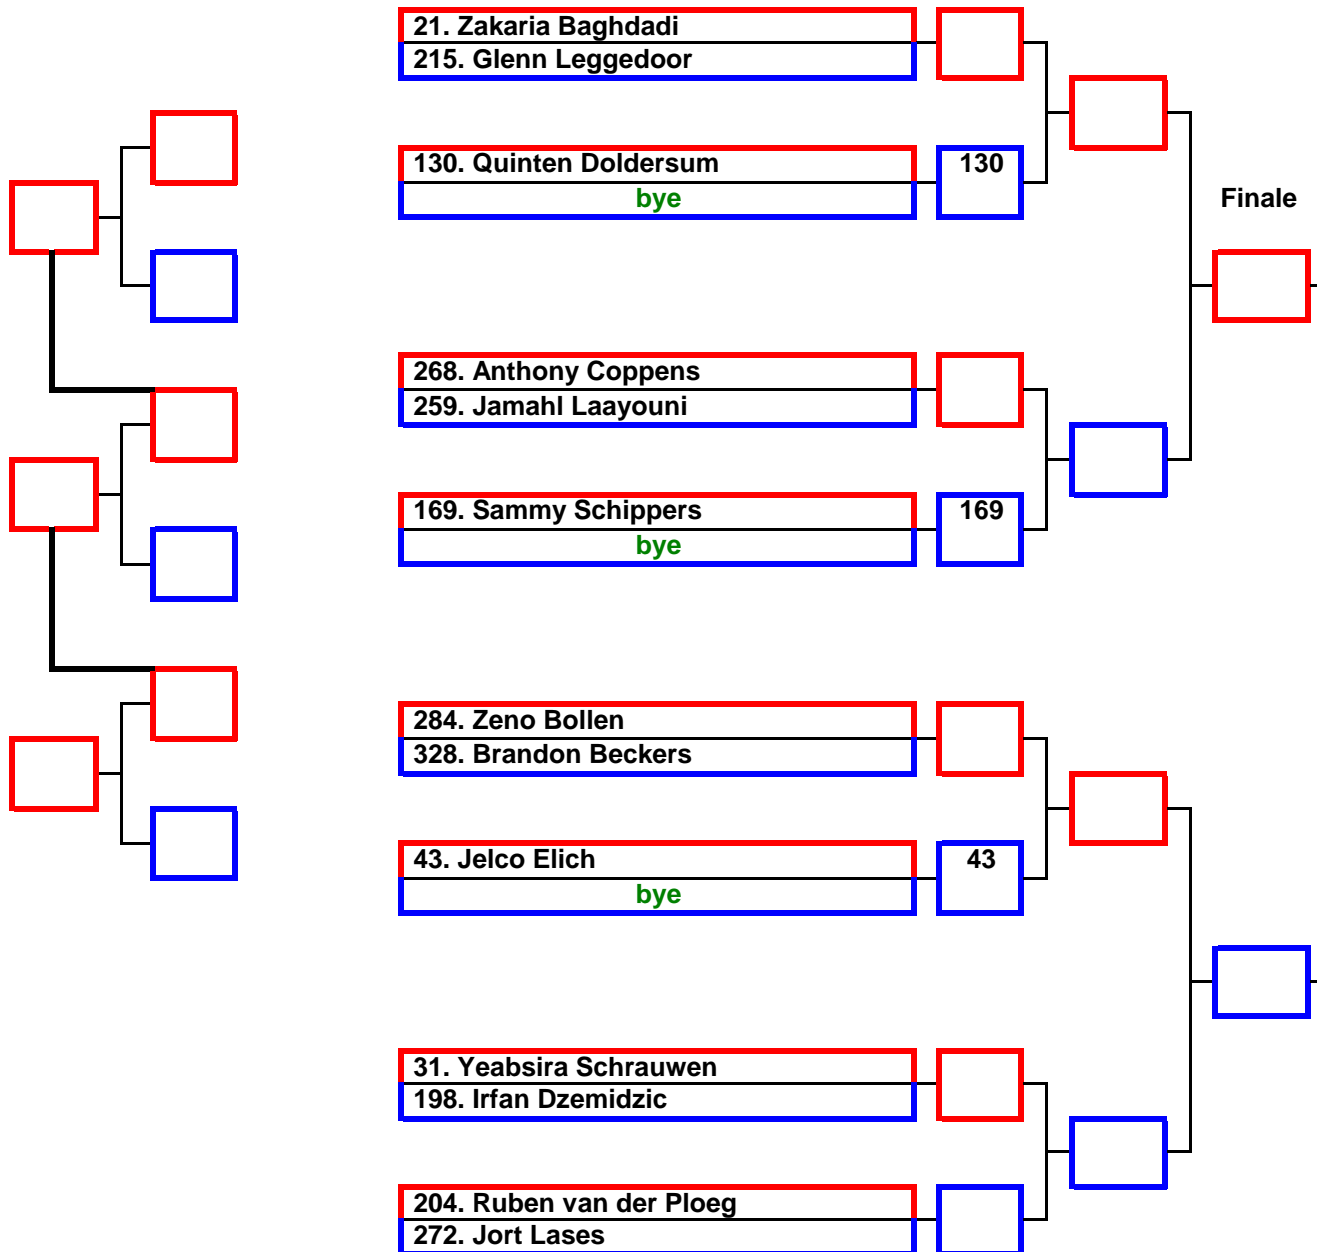 21. Zakaria Baghdadi
215. Glenn Leggedoor
130. Quinten Doldersum
130
bye
Finale
268. Anthony Coppens
259. Jamahl Laayouni
169. Sammy Schippers
169
bye
284. Zeno Bollen
328. Brandon Beckers
43. Jelco Elich
43
bye
31. Yeabsira Schrauwen
198. Irfan Dzemidzic
204. Ruben van der Ploeg
272. Jort Lases